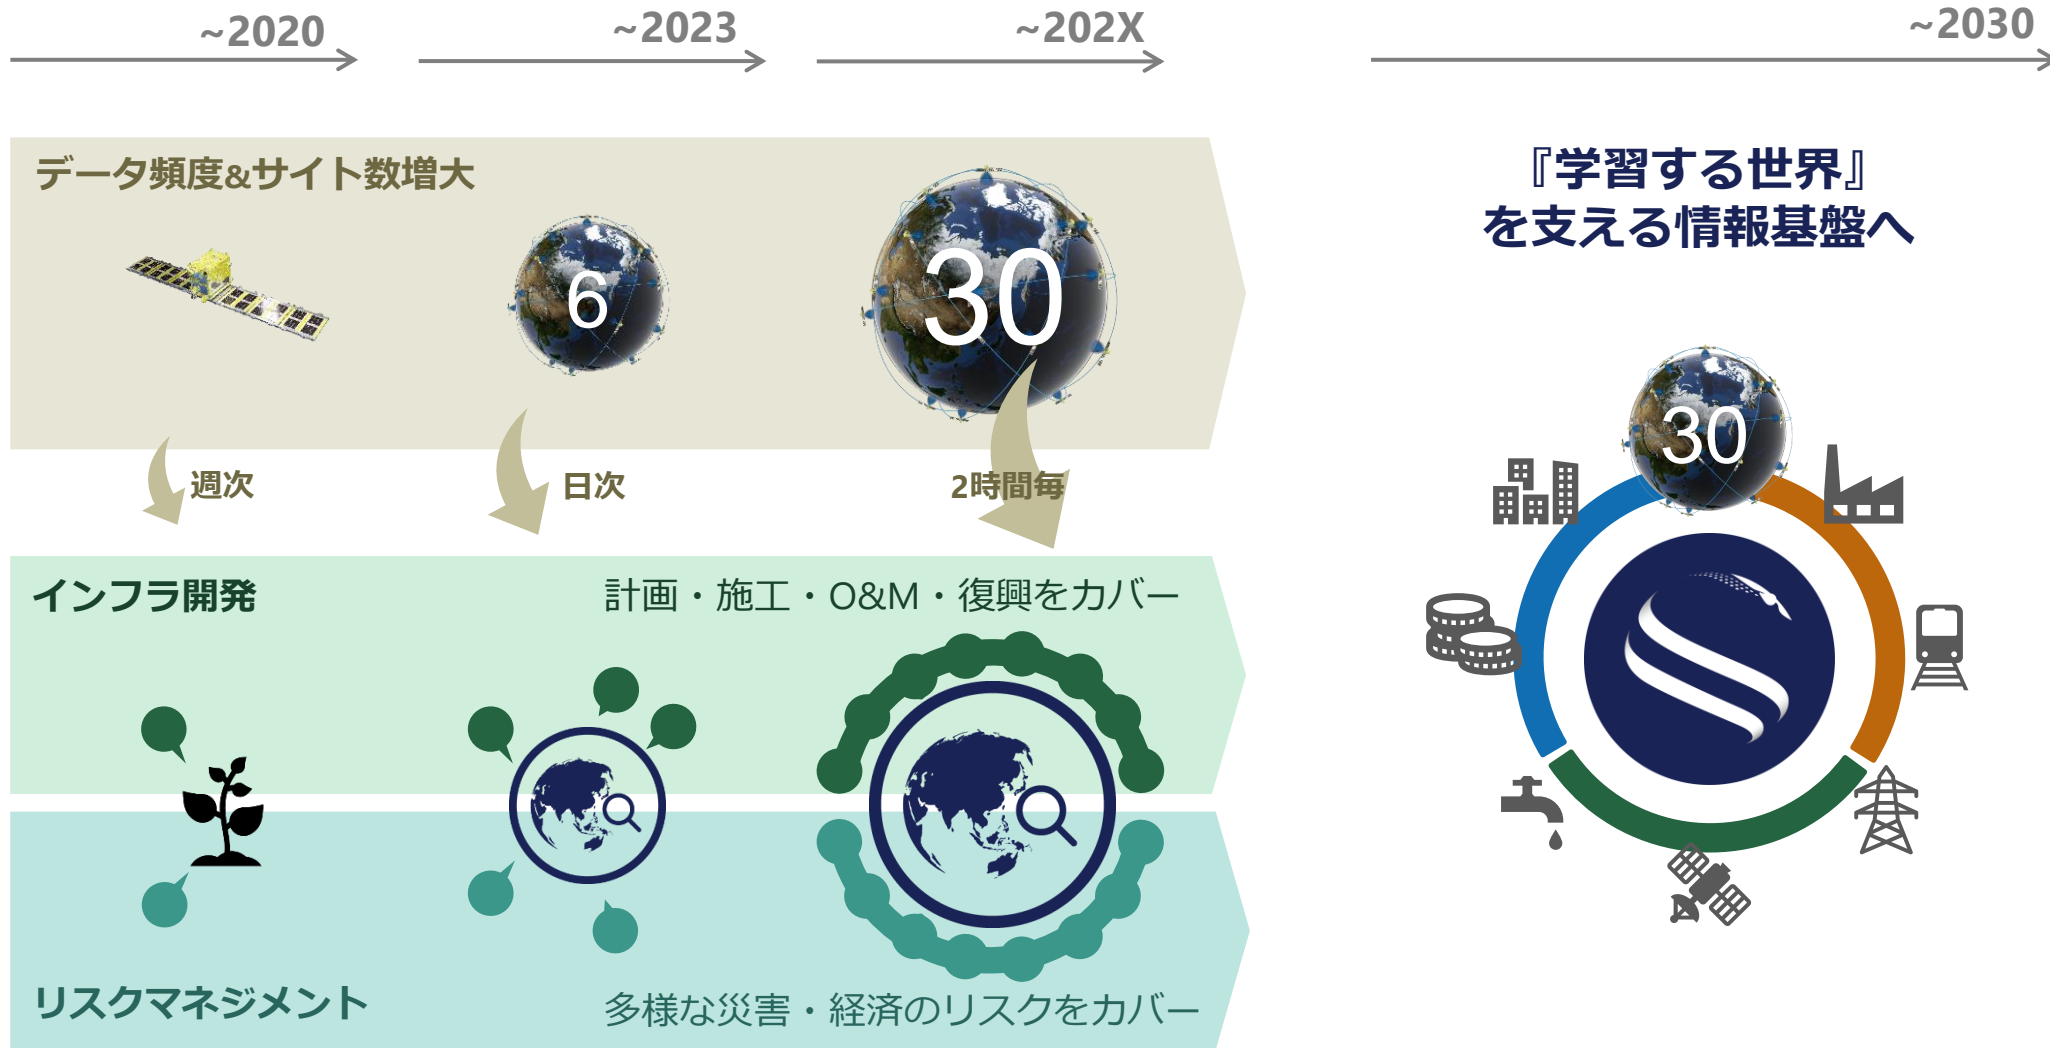 ~2020
~2023
~202X
~2030
データ頻度&サイト数増大
『学習する世界』
を支える情報基盤へ
6
30
30
週次
日次
2時間毎
インフラ開発
計画・施工・O&M・復興をカバー
リスクマネジメント
多様な災害・経済のリスクをカバー